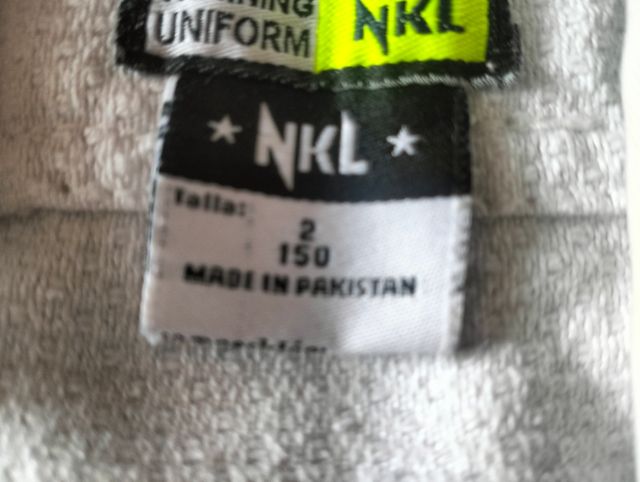 UNIFORM NKL
NKL
Talla:
2
150
MADE IN PAKISTAN